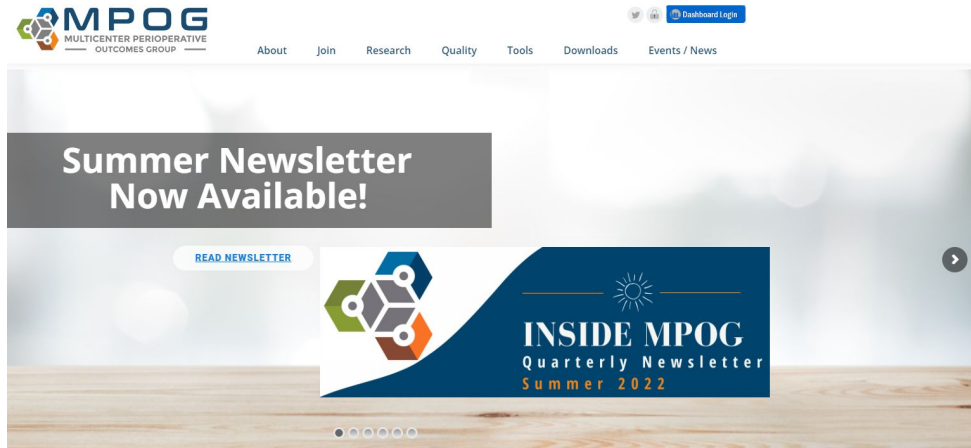 MPOG
MULTICENTER PERIOPERATIVE
OUTCOMES GROUP
Dashboard Login
About Join Research Quality Tools Downloads Events / News
Summer Newsletter
Now Available!
READ NEWSLETTER
INSIDE MPOG
Quarterly Newsletter
Summer 2022